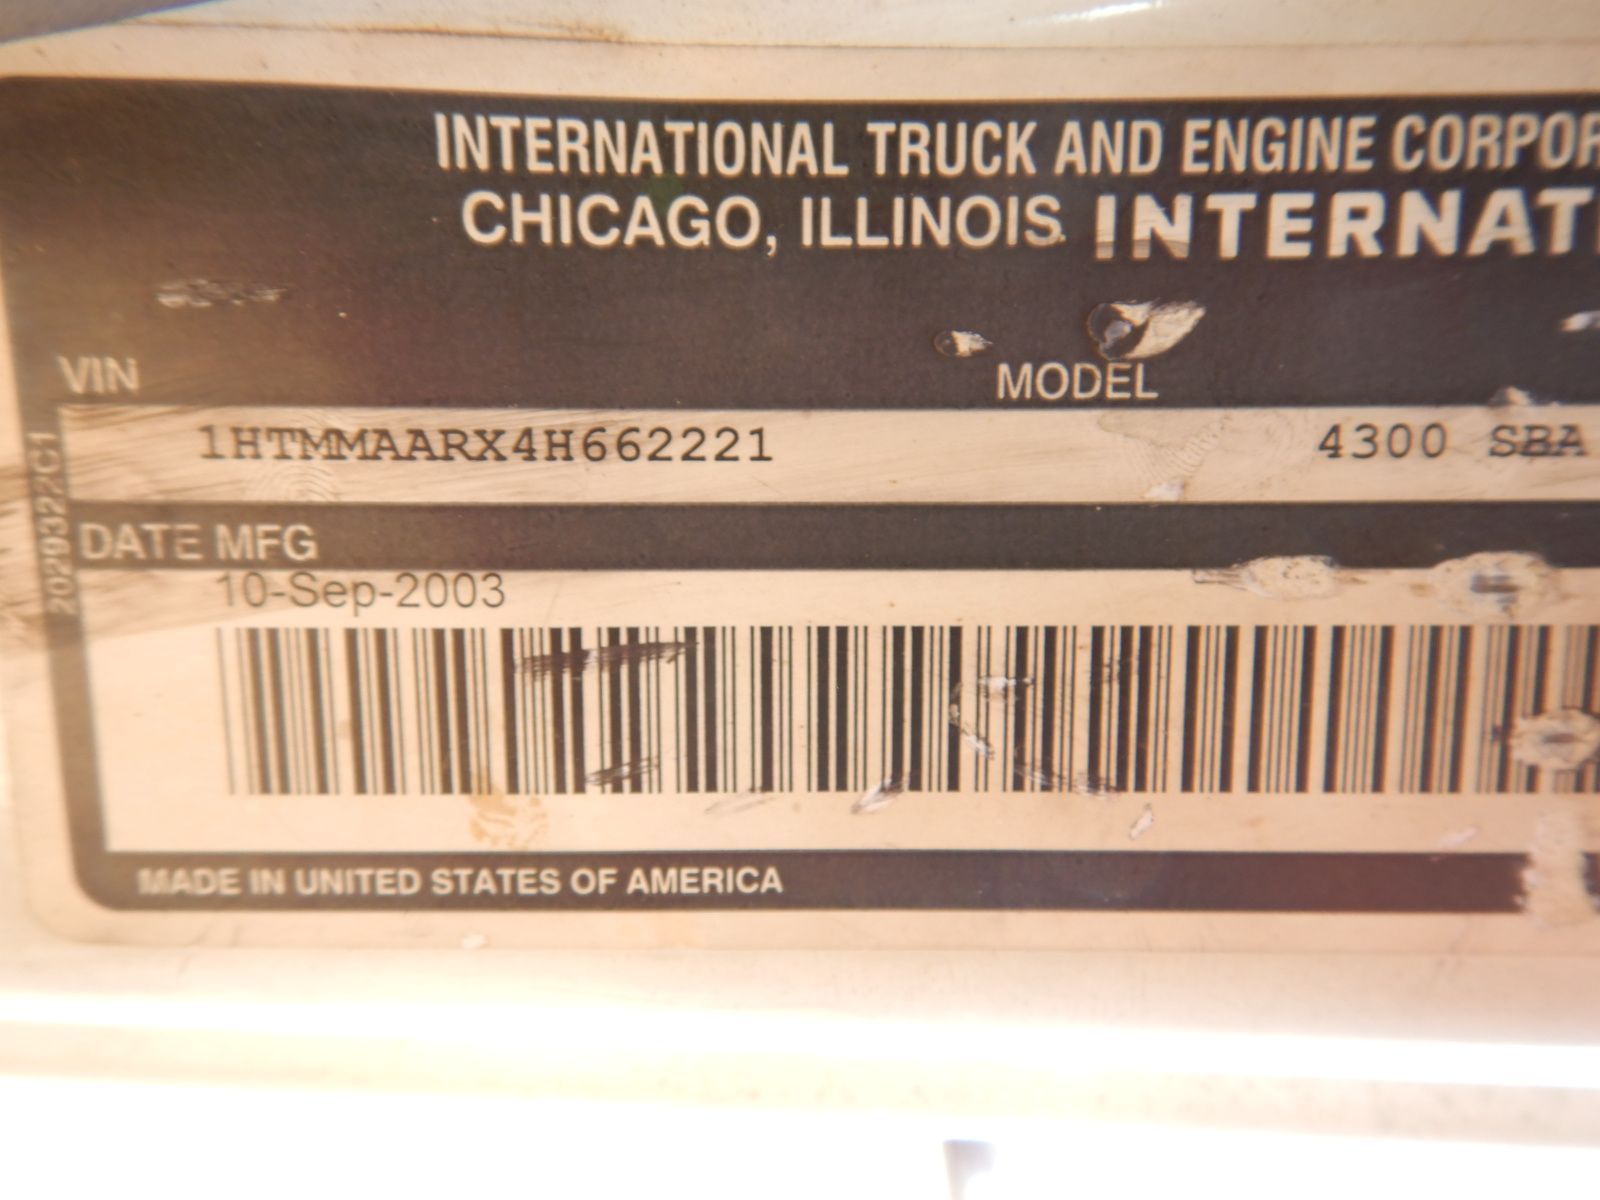 INTERNATIONAL TRUCK AND ENGINE CORPOR
CHICAGO, ILLINOIS INTERNATI
VIN MODEL
1HTMMAARX4H662221 4300 SBA
DATE MFG
10-Sep-2003
MADE IN UNITED STATES OF AMERICA
2029322C1